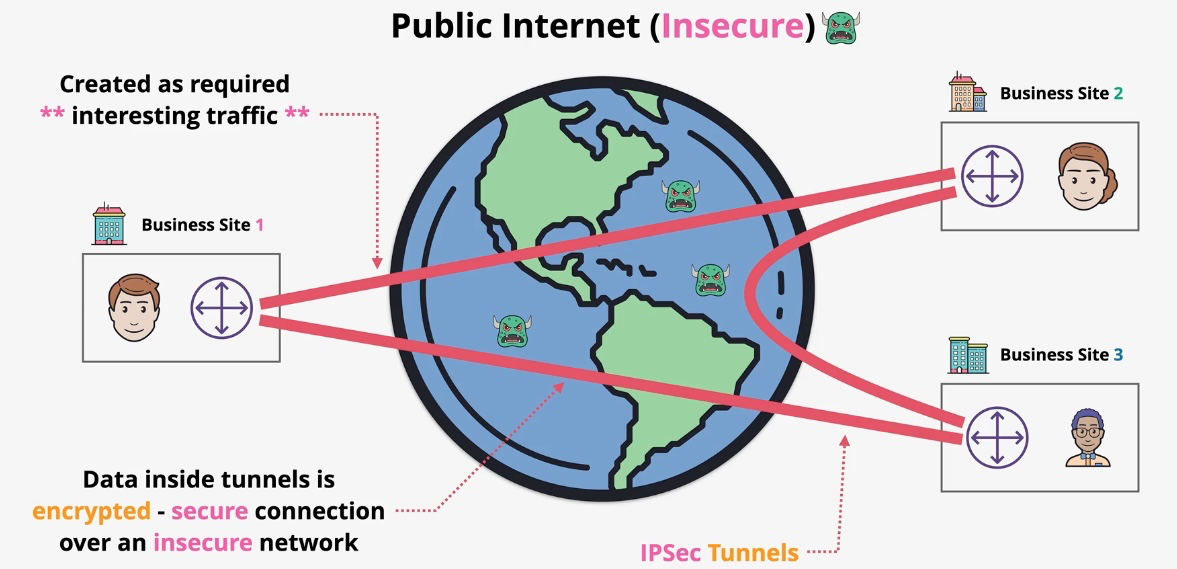 Public Internet (Insecure)
Created as required
** interesting traffic **
Business Site 2
Business Site 1
Business Site 3
Data inside tunnels is
encrypted - secure connection
over an insecure network
IPSec Tunnels